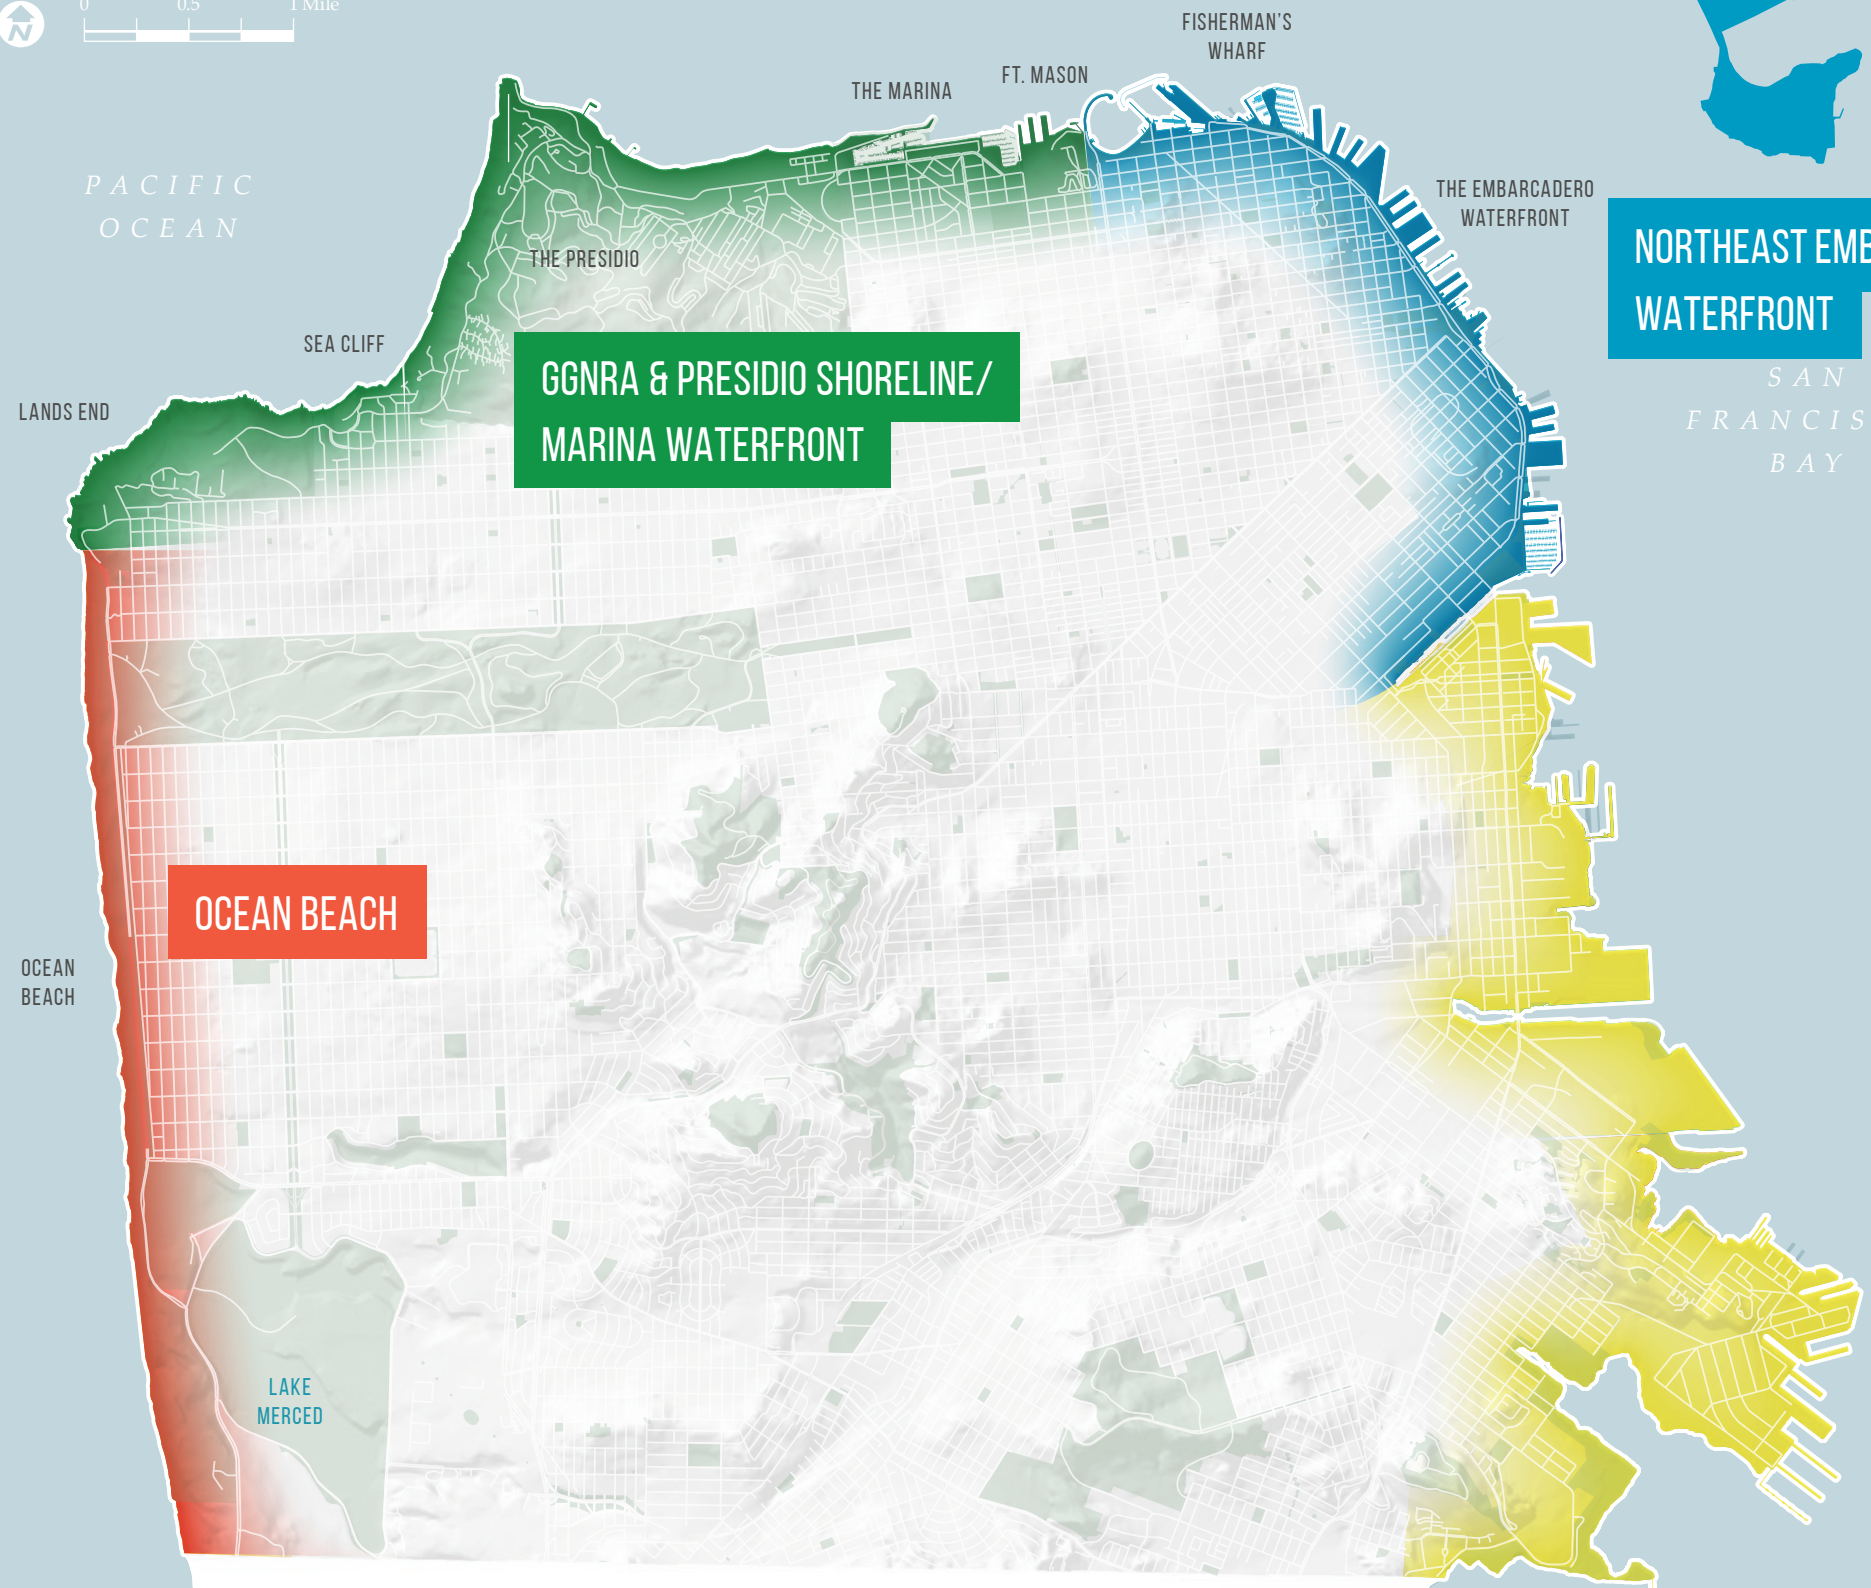 0 0.5 1 Mile
N
FISHERMAN'S
WHARF
FT. MASON
THE MARINA
PACIFIC
OCEAN
THE EMBARCADERO
WATERFRONT
NORTHEAST EMB
WATERFRONT
THE PRESIDIO
SEA CLIFF
GGNRA & PRESIDIO SHORELINE/
MARINA WATERFRONT
LANDS END
SAN
FRANCIS
BAY
OCEAN BEACH
OCEAN
BEACH
LAKE
MERCED